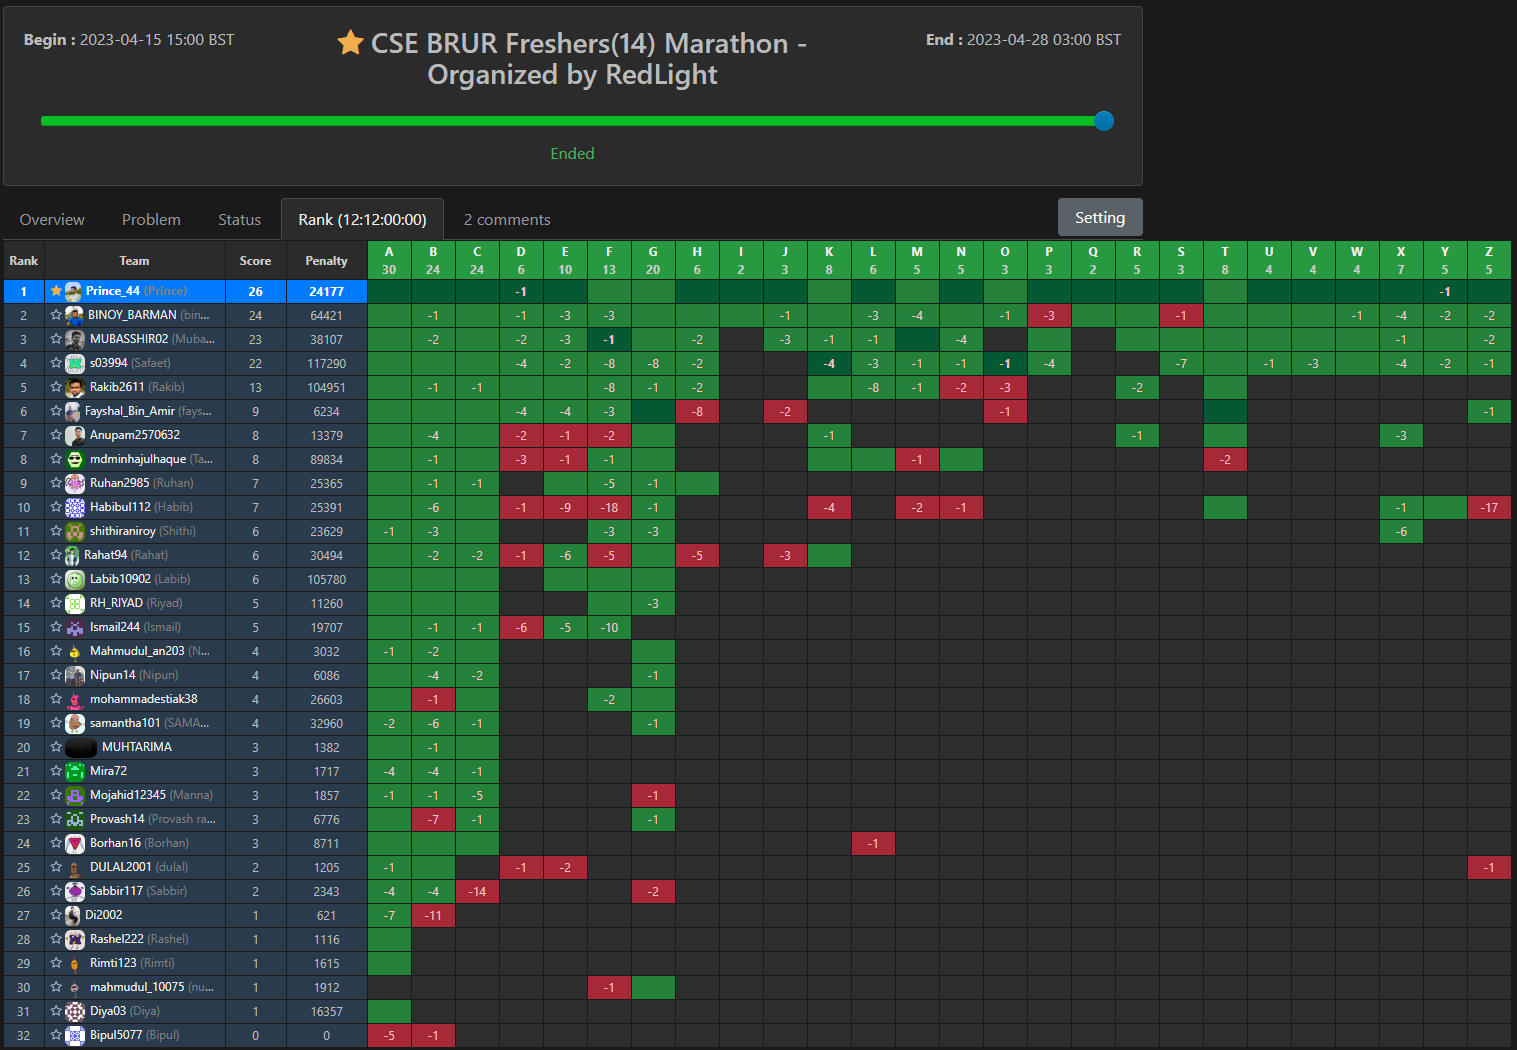 Begin : 2023-04-15 15:00 BST
CSE BRUR Freshers(14) Marathon -
Organized by RedLight
End : 2023-04-28 03:00 BST
Ended
Overview Problem Status Rank (12:12:00:00) 2 comments Setting
Rank Team Score Penalty A 30 B 24 C 24 D 6 E 10 F 13 G 20 H 6 I 2 J 3 K 8 L 6 M 5 N 5 O 3 P 3 Q 2 R 5 S 3 T 8 U 4 V 4 W 4 X 7 Y 5 Z 5
1 Prince_44 (Prince) 26 24177 -1 -1
2 BINOY_BARMAN (bin... 24 64421 -1 -1 -3 -3 -1 -3 -4 -1 -3 -1 -1 -4 -2 -2
3 MUBASSHIR02 (Muba... 23 38107 -2 -2 -3 -1 -2 -3 -1 -1 -4 -1 -2
4 s03994 (Safaet) 22 117290 -4 -2 -8 -8 -2 -4 -3 -1 -1 -1 -4 -7 -1 -3 -4 -2 -1
5 Rakib2611 (Rakib) 13 104951 -1 -1 -8 -1 -2 -8 -1 -2 -3 -2
6 Fayshal_Bin_Amir (fays... 9 6234 -4 -4 -3 -8 -2 -1 -1
7 Anupam2570632 8 13379 -4 -2 -1 -2 -1 -1 -3
8 mdminhajulhaque (Ta... 8 89834 -1 -3 -1 -1 -1 -2
9 Ruhan2985 (Ruhan) 7 25365 -1 -1 -5 -1
10 Habibul112 (Habib) 7 25391 -6 -1 -9 -18 -1 -4 -2 -1 -1 -17
11 shithiraniroy (Shithi) 6 23629 -1 -3 -3 -3 -6
12 Rahat94 (Rahat) 6 30494 -2 -2 -1 -6 -5 -5 -3
13 Labib10902 (Labib) 6 105780
14 RH_RIYAD (Riyad) 5 11260 -3
15 Ismail244 (Ismail) 5 19707 -1 -1 -6 -5 -10
16 Mahmudul_an203 (N... 4 3032 -1 -2
17 Nipun14 (Nipun) 4 6086 -4 -2 -1
18 mohammadestiak38 4 26603 -1 -2
19 samantha101 (SAMA... 4 32960 -2 -6 -1 -1
20 MUHTARIMA 3 1382 -1
21 Mira72 3 1717 -4 -4 -1
22 Mojahid12345 (Manna) 3 1857 -1 -1 -5 -1
23 Provash14 (Provash ra... 3 6776 -7 -1 -1
24 Borhan16 (Borhan) 3 8711 -1
25 DULAL2001 (dulal) 2 1205 -1 -1 -2 -1
26 Sabbir117 (Sabbir) 2 2343 -4 -4 -14 -2
27 Di2002 1 621 -7 -11
28 Rashel222 (Rashel) 1 1116
29 Rimti123 (Rimti) 1 1615
30 mahmudul_10075 (nu... 1 1912 -1
31 Diya03 (Diya) 1 16357
32 Bipul5077 (Bipul) 0 0 -5 -1